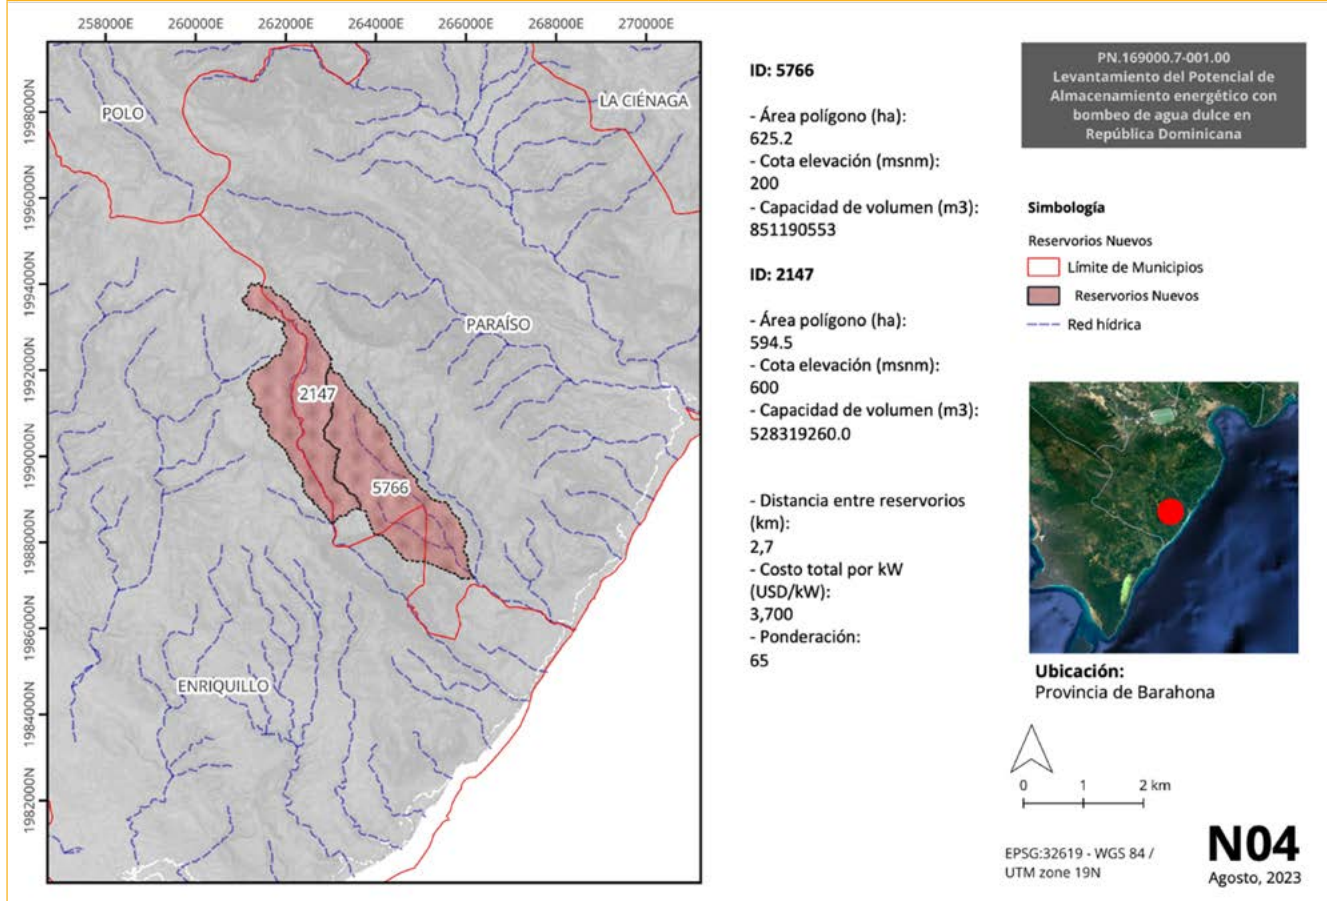 258000E 260000E 262000E 264000E 266000E 268000E 270000E
1998000N
1996000N
1994000N
1992000N
1990000N
1988000N
1986000N
1984000N
1982000N
POLO
LA CIÉNAGA
PARAÍSO
2147
5766
ENRIQUILLO
ID: 5766
- Área polígono (ha):
625.2
- Cota elevación (msnm):
200
- Capacidad de volumen (m3):
851190553
ID: 2147
- Área polígono (ha):
594.5
- Cota elevación (msnm):
600
- Capacidad de volumen (m3):
528319260.0
- Distancia entre reservorios
(km):
2,7
- Costo total por kW
(USD/kW):
3,700
- Ponderación:
65
PN.169000.7-001.00
Levantamiento del Potencial de
Almacenamiento energético con
bombeo de agua dulce en
República Dominicana
Simbología
Reservorios Nuevos
Límite de Municipios
Reservorios Nuevos
Red hídrica
Ubicación:
Provincia de Barahona
0 1 2 km
EPSG:32619 - WGS 84 /
UTM zone 19N
N04
Agosto, 2023